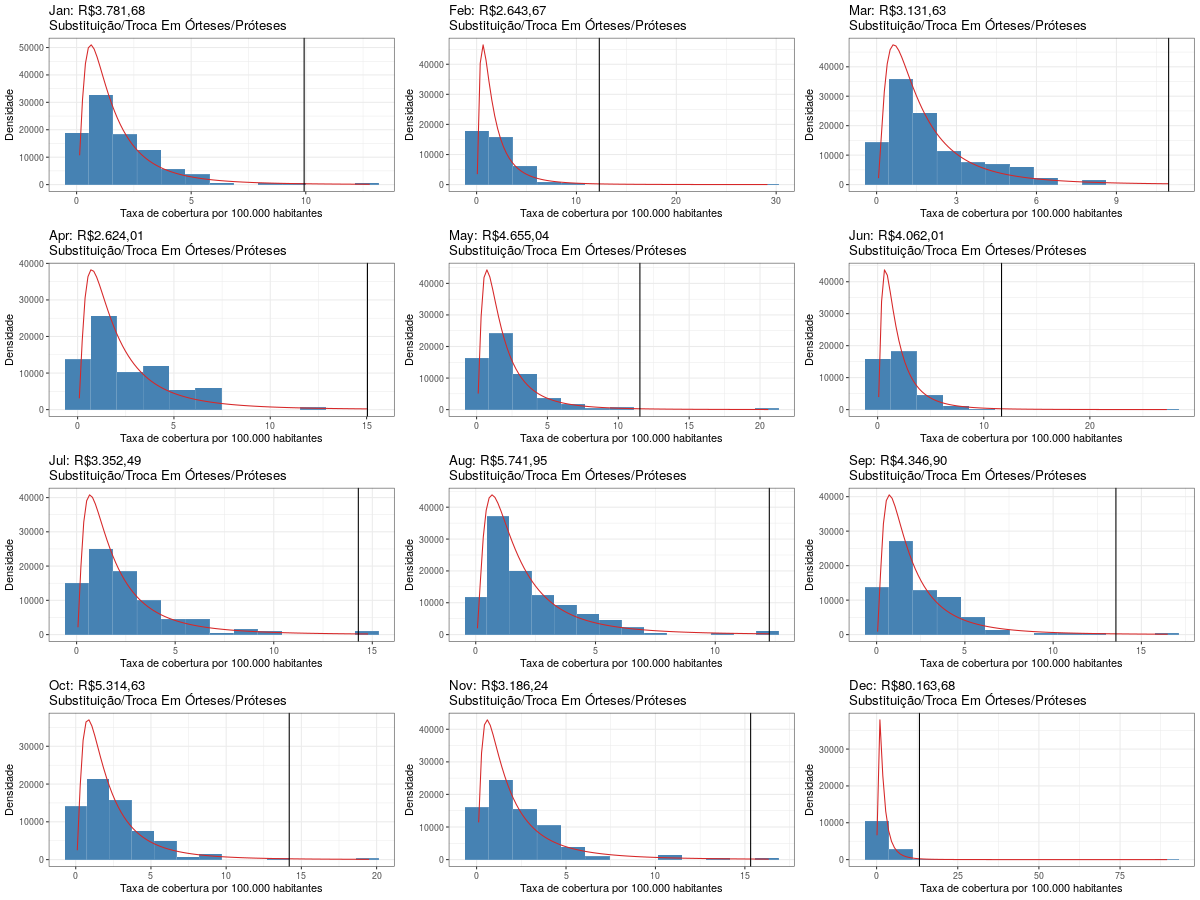 Jan: R$3.781,68
Substituição/Troca Em Órteses/Próteses
Densidade
50000
40000
30000
20000
10000
0
0 5 10
Taxa de cobertura por 100.000 habitantes
Feb: R$2.643,67
Substituição/Troca Em Órteses/Próteses
Densidade
40000
30000
20000
10000
0
0 10 20 30
Taxa de cobertura por 100.000 habitantes
Mar: R$3.131,63
Substituição/Troca Em Órteses/Próteses
Densidade
40000
30000
20000
10000
0
0 3 6 9
Taxa de cobertura por 100.000 habitantes
Apr: R$2.624,01
Substituição/Troca Em Órteses/Próteses
Densidade
40000
30000
20000
10000
0
0 5 10 15
Taxa de cobertura por 100.000 habitantes
May: R$4.655,04
Substituição/Troca Em Órteses/Próteses
Densidade
40000
30000
20000
10000
0
0 5 10 15 20
Taxa de cobertura por 100.000 habitantes
Jun: R$4.062,01
Substituição/Troca Em Órteses/Próteses
Densidade
40000
30000
20000
10000
0
0 10 20
Taxa de cobertura por 100.000 habitantes
Jul: R$3.352,49
Substituição/Troca Em Órteses/Próteses
Densidade
40000
30000
20000
10000
0
0 5 10 15
Taxa de cobertura por 100.000 habitantes
Aug: R$5.741,95
Substituição/Troca Em Órteses/Próteses
Densidade
40000
30000
20000
10000
0
0 5 10
Taxa de cobertura por 100.000 habitantes
Sep: R$4.346,90
Substituição/Troca Em Órteses/Próteses
Densidade
40000
30000
20000
10000
0
0 5 10 15
Taxa de cobertura por 100.000 habitantes
Oct: R$5.314,63
Substituição/Troca Em Órteses/Próteses
Densidade
40000
30000
20000
10000
0
0 5 10 15 20
Taxa de cobertura por 100.000 habitantes
Nov: R$3.186,24
Substituição/Troca Em Órteses/Próteses
Densidade
40000
30000
20000
10000
0
0 5 10 15
Taxa de cobertura por 100.000 habitantes
Dec: R$80.163,68
Substituição/Troca Em Órteses/Próteses
Densidade
30000
20000
10000
0
0 25 50 75
Taxa de cobertura por 100.000 habitantes